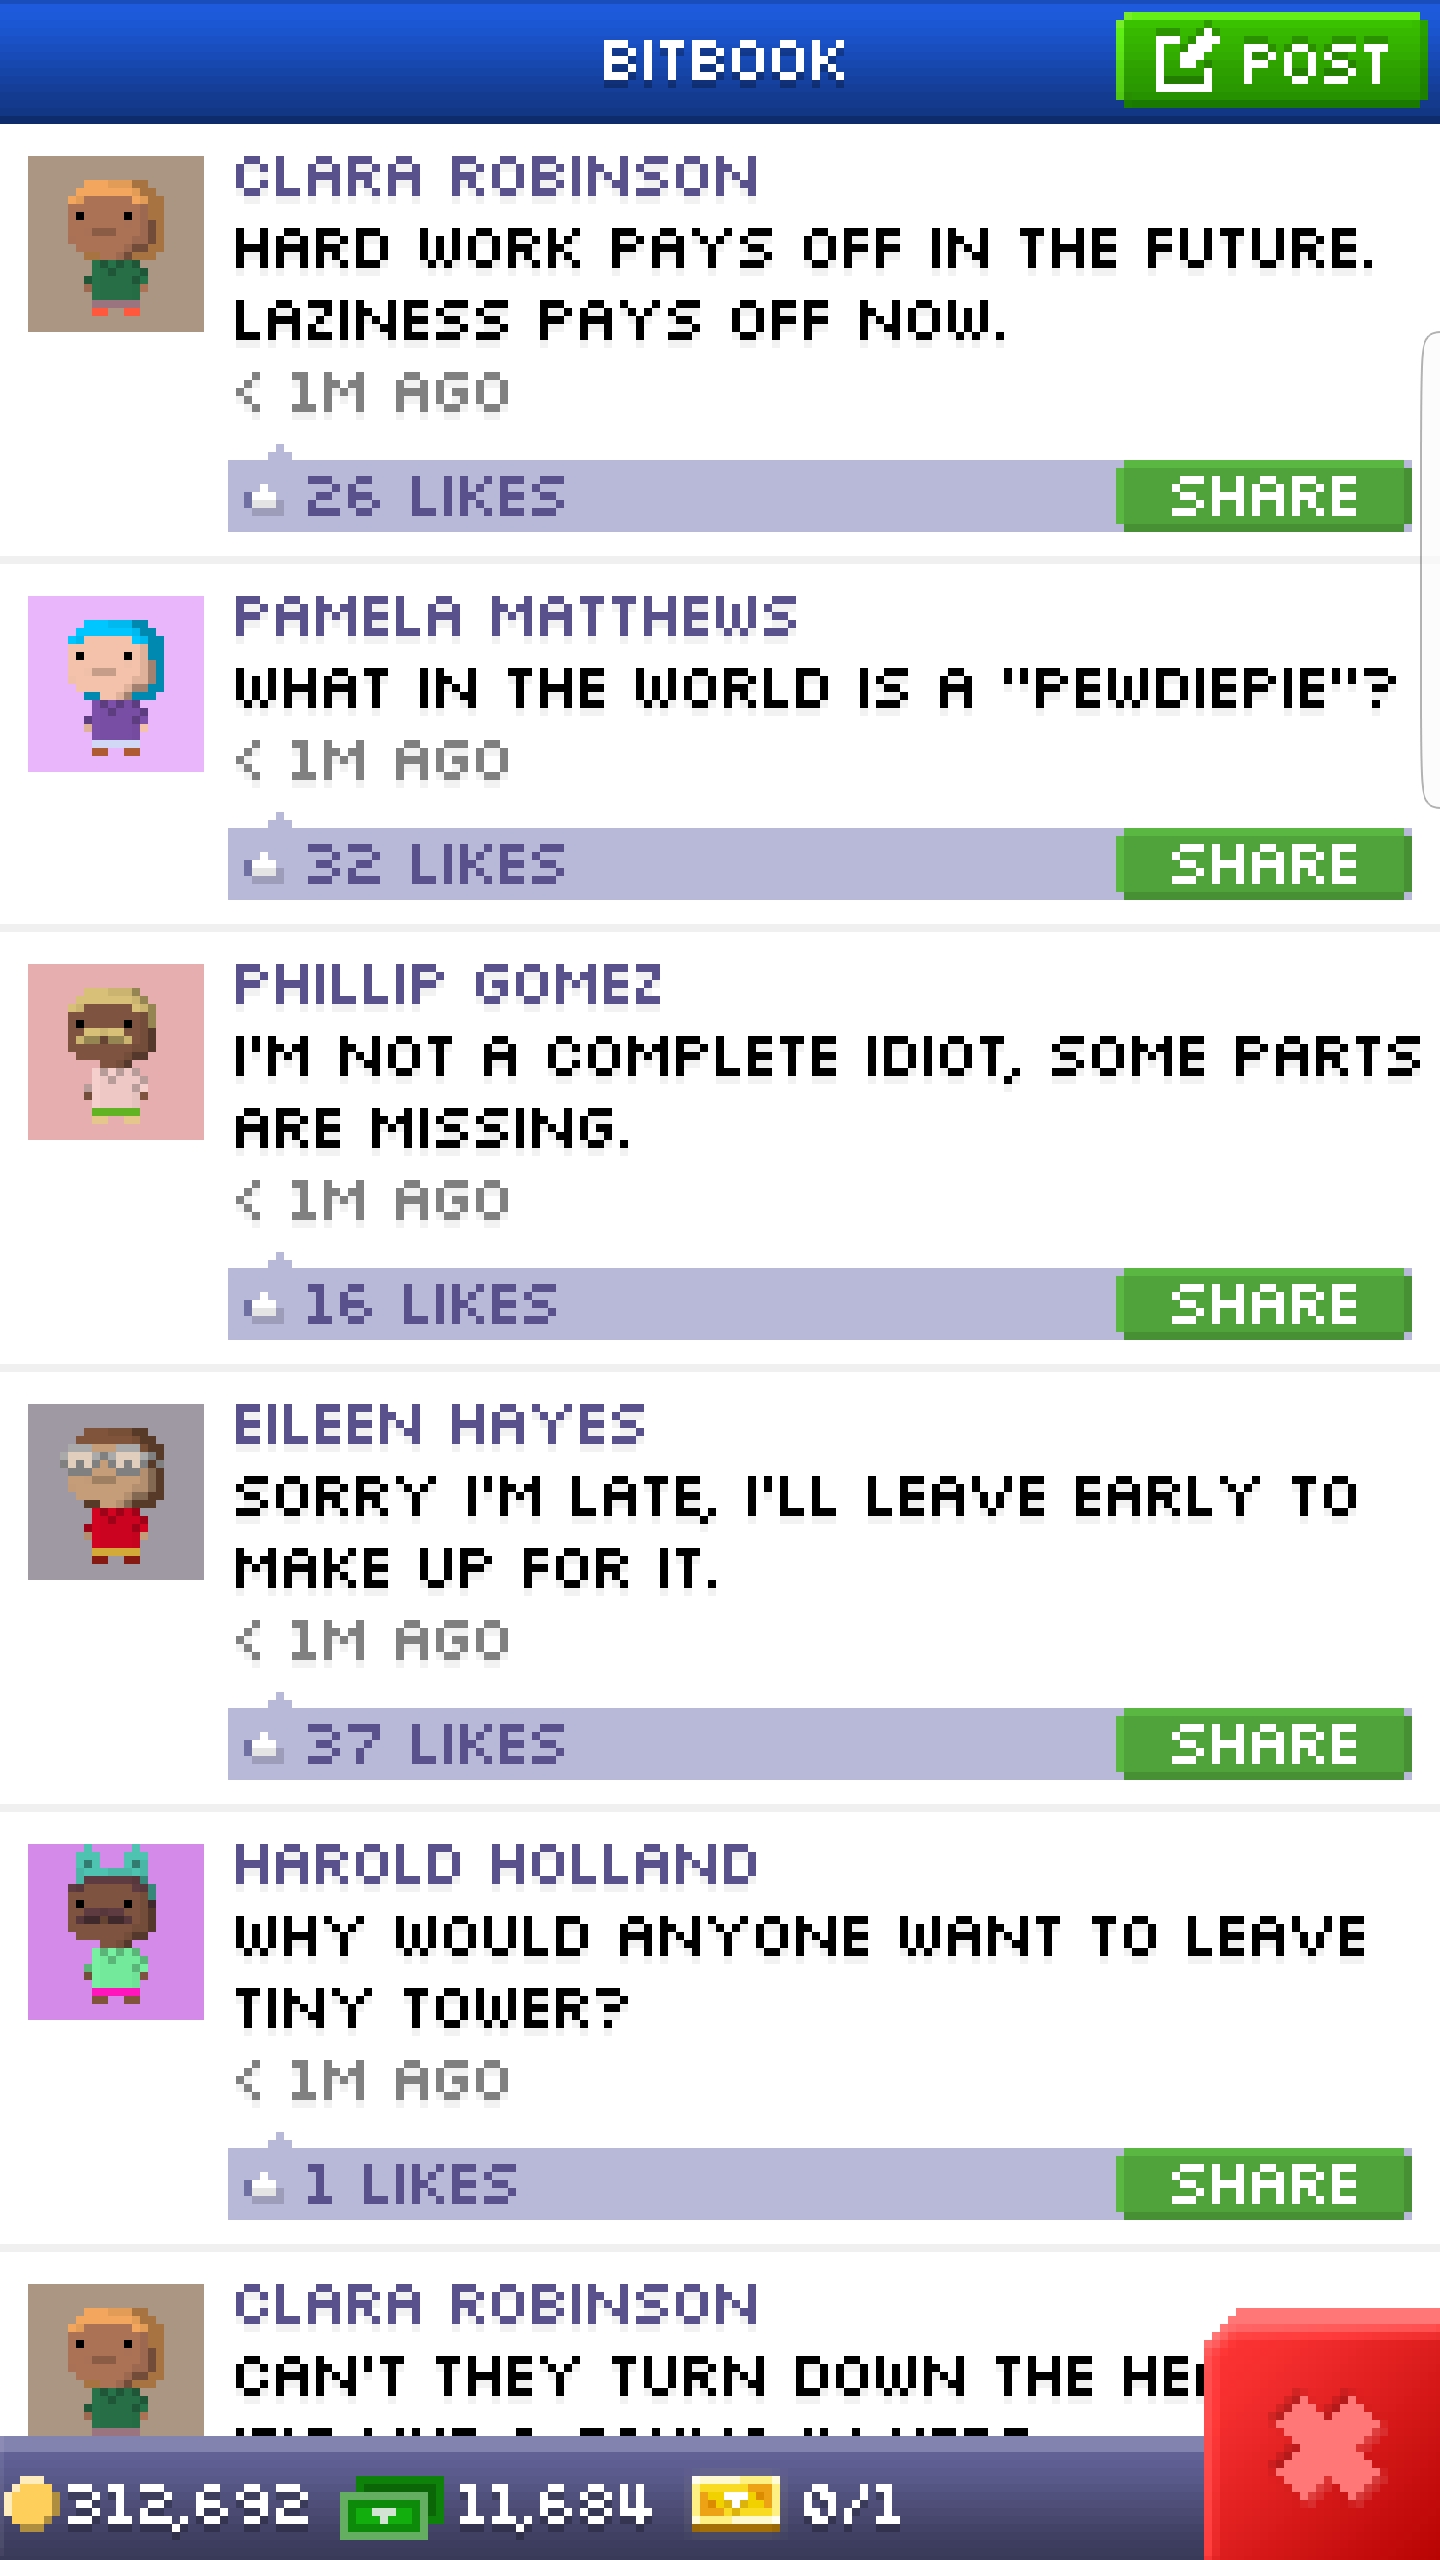 BITBOOK
POST
CLARA ROBINSON
HARD WORK PAYS OFF IN THE FUTURE.
LAZINESS PAYS OFF NOW.
< 1M AGO
26 LIKES
SHARE
PAMELA MATTHEWS
WHAT IN THE WORLD IS A "PEWDIEPIE"?
< 1M AGO
32 LIKES
SHARE
PHILLIP GOMEZ
I'M NOT A COMPLETE IDIOT, SOME PARTS
ARE MISSING.
< 1M AGO
16 LIKES
SHARE
EILEEN HAYES
SORRY I'M LATE, I'LL LEAVE EARLY TO
MAKE UP FOR IT.
< 1M AGO
37 LIKES
SHARE
HAROLD HOLLAND
WHY WOULD ANYONE WANT TO LEAVE
TINY TOWER?
< 1M AGO
1 LIKES
SHARE
CLARA ROBINSON
CAN'T THEY TURN DOWN THE
312,692
11,684
0/1